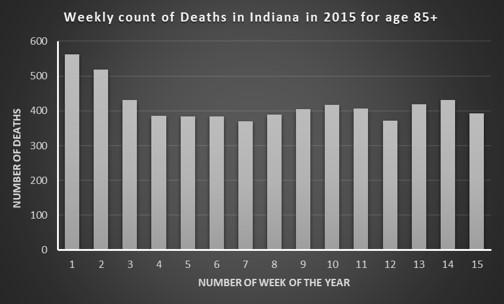 Weekly count of Deaths in Indiana in 2015 for age 85+
600
500
400
300
200
100
0
NUMBER OF DEATHS
1 2 3 4 5 6 7 8 9 10 11 12 13 14 15
NUMBER OF WEEK OF THE YEAR